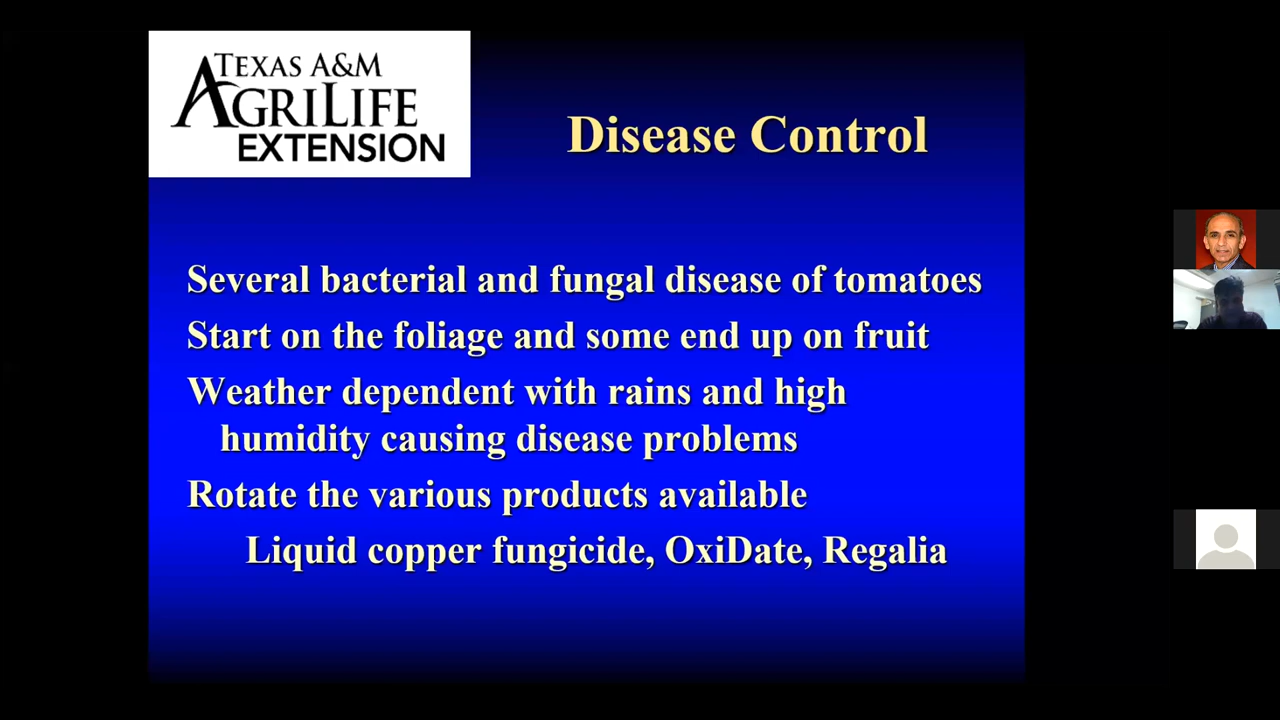 TEXAS A&M
AGRILIFE
EXTENSION
Disease Control
Several bacterial and fungal disease of tomatoes
Start on the foliage and some end up on fruit
Weather dependent with rains and high
humidity causing disease problems
Rotate the various products available
Liquid copper fungicide, OxiDate, Regalia